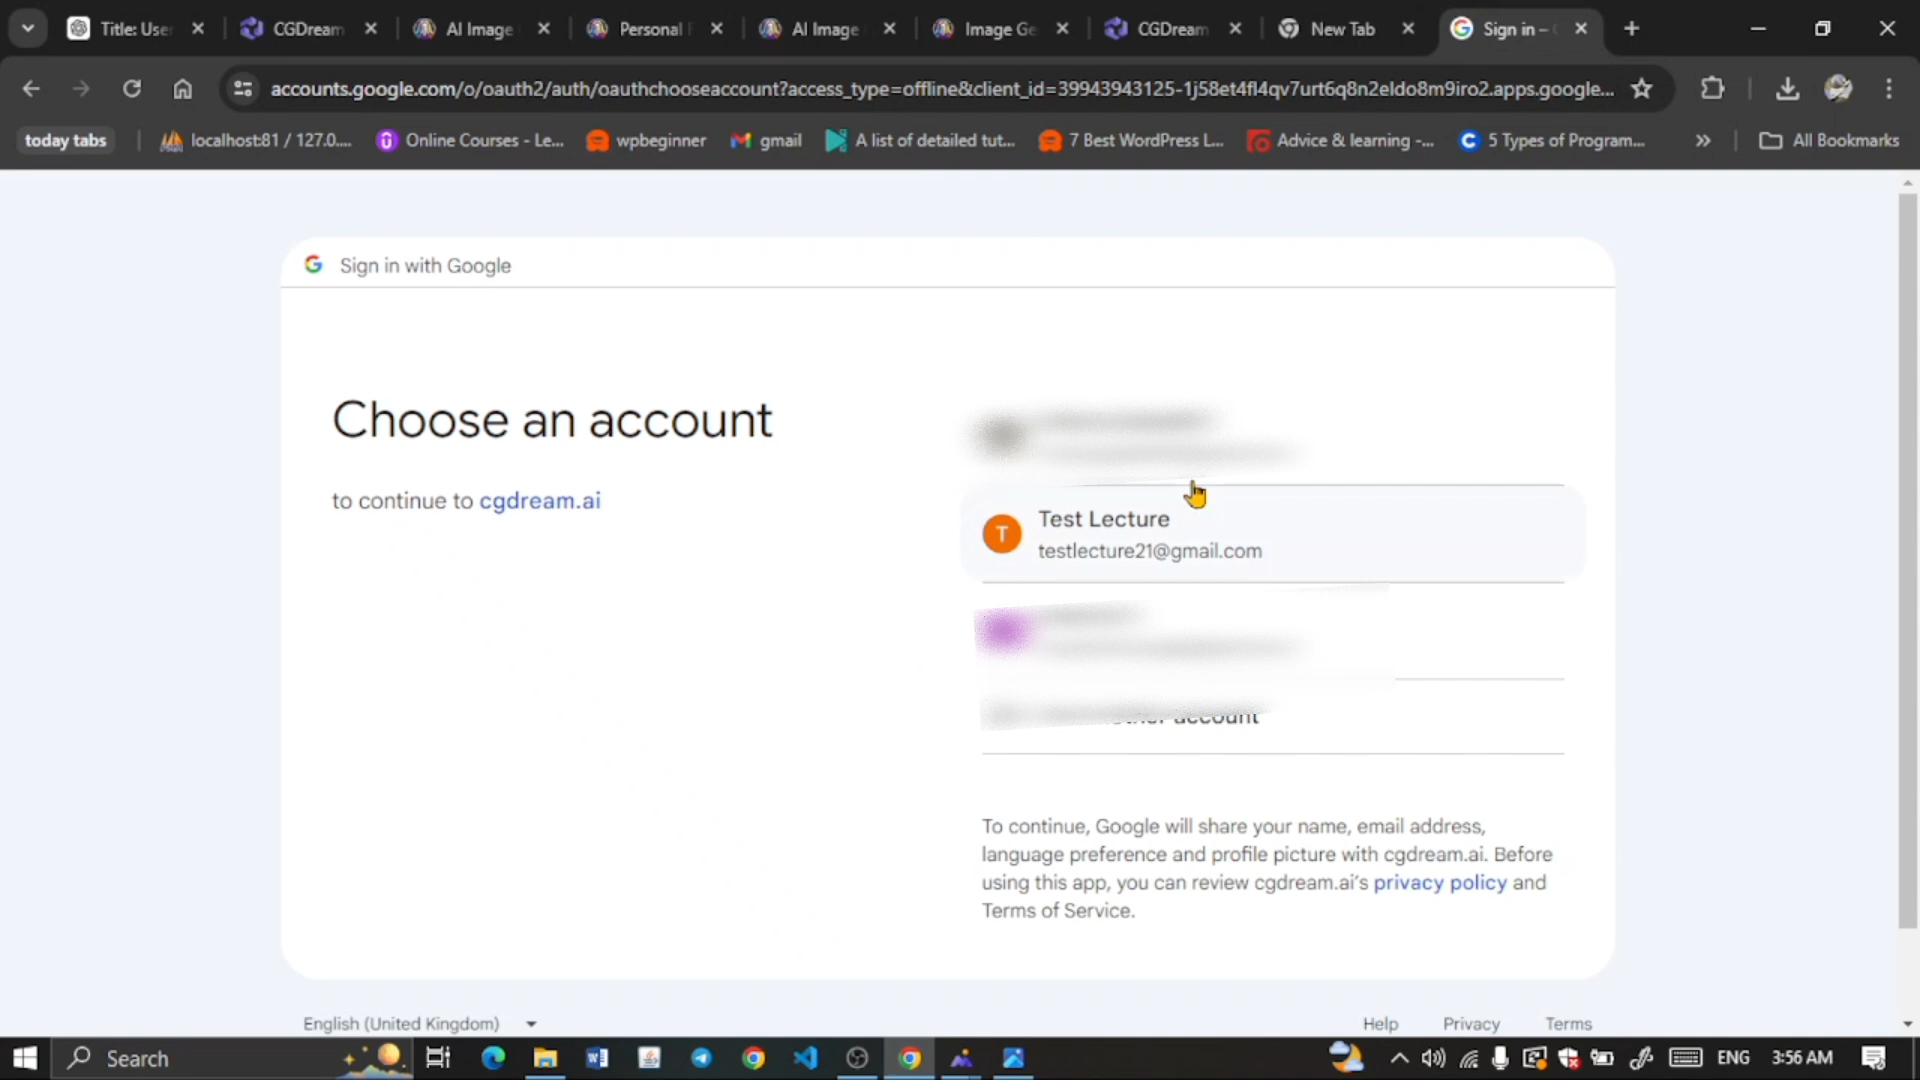 Title: User
CGDream
AI Image
Personal
AI Image
Image Ge
CGDream
New Tab
Sign in –
accounts.google.com/o/oauth2/auth/oauthchooseaccount?access_type=offline&client_id=39943943125-1j58et4fl4qv7urt6q8n2eldo8m9iro2.apps.google...
today tabs
localhost:81 / 127.0....
Online Courses - Le...
wpbeginner
gmail
A list of detailed tut...
7 Best WordPress L...
Advice & learning -...
5 Types of Program...
All Bookmarks
Sign in with Google
Choose an account
to continue to cgdream.ai
T
Test Lecture
testlecture21@gmail.com
account
To continue, Google will share your name, email address,
language preference and profile picture with cgdream.ai. Before
using this app, you can review cgdream.ai's privacy policy and
Terms of Service.
English (United Kingdom)
Help
Privacy
Terms
Search
ENG
3:56 AM